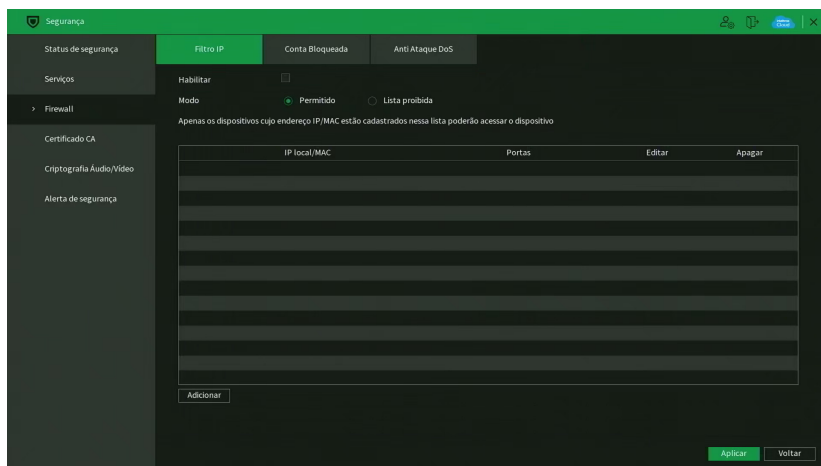 Segurança
Status de segurança
Serviços
> Firewall
Certificado CA
Criptografia Áudio/Vídeo
Alerta de segurança
Filtro IP Conta Bloqueada Anti Ataque DoS
Habilitar
Modo Permitido Lista proibida
Apenas os dispositivos cujo endereço IP/MAC estão cadastrados nessa lista poderão acessar o dispositivo
IP local/MAC Portas Editar Apagar
Adicionar
Aplicar Voltar